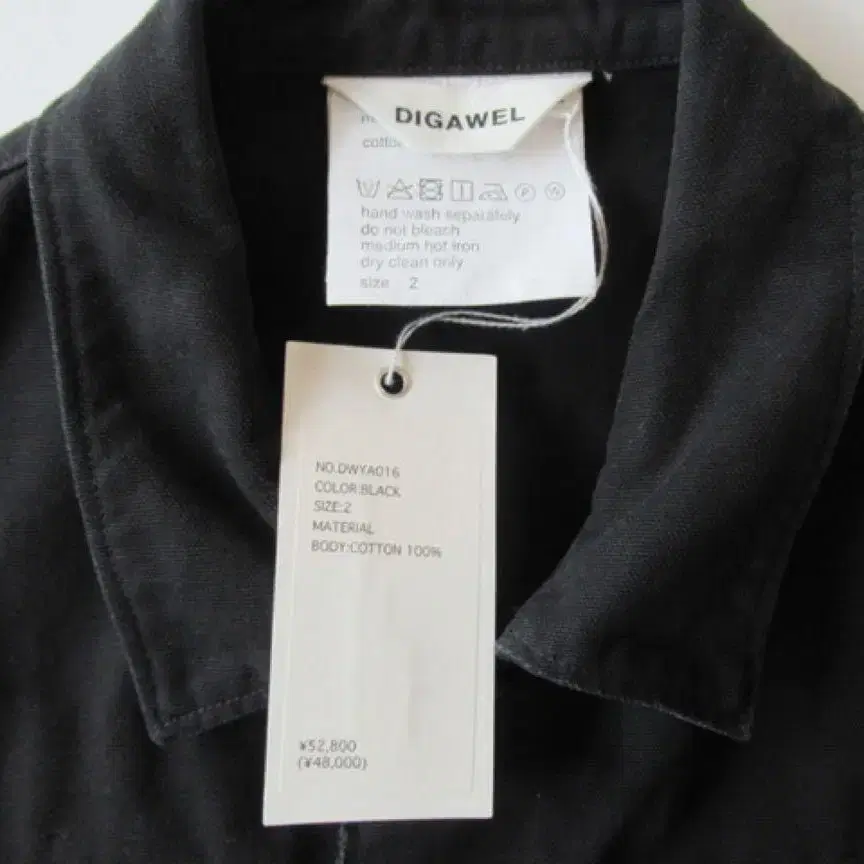 DIGAWEL
hand wash separately
do not bleach
medium hot iron
dry clean only
size 2
NO.DWYA016
COLOR:BLACK
SIZE:2
MATERIAL
BODY:COTTON 100%
¥52,800
(¥48,000)